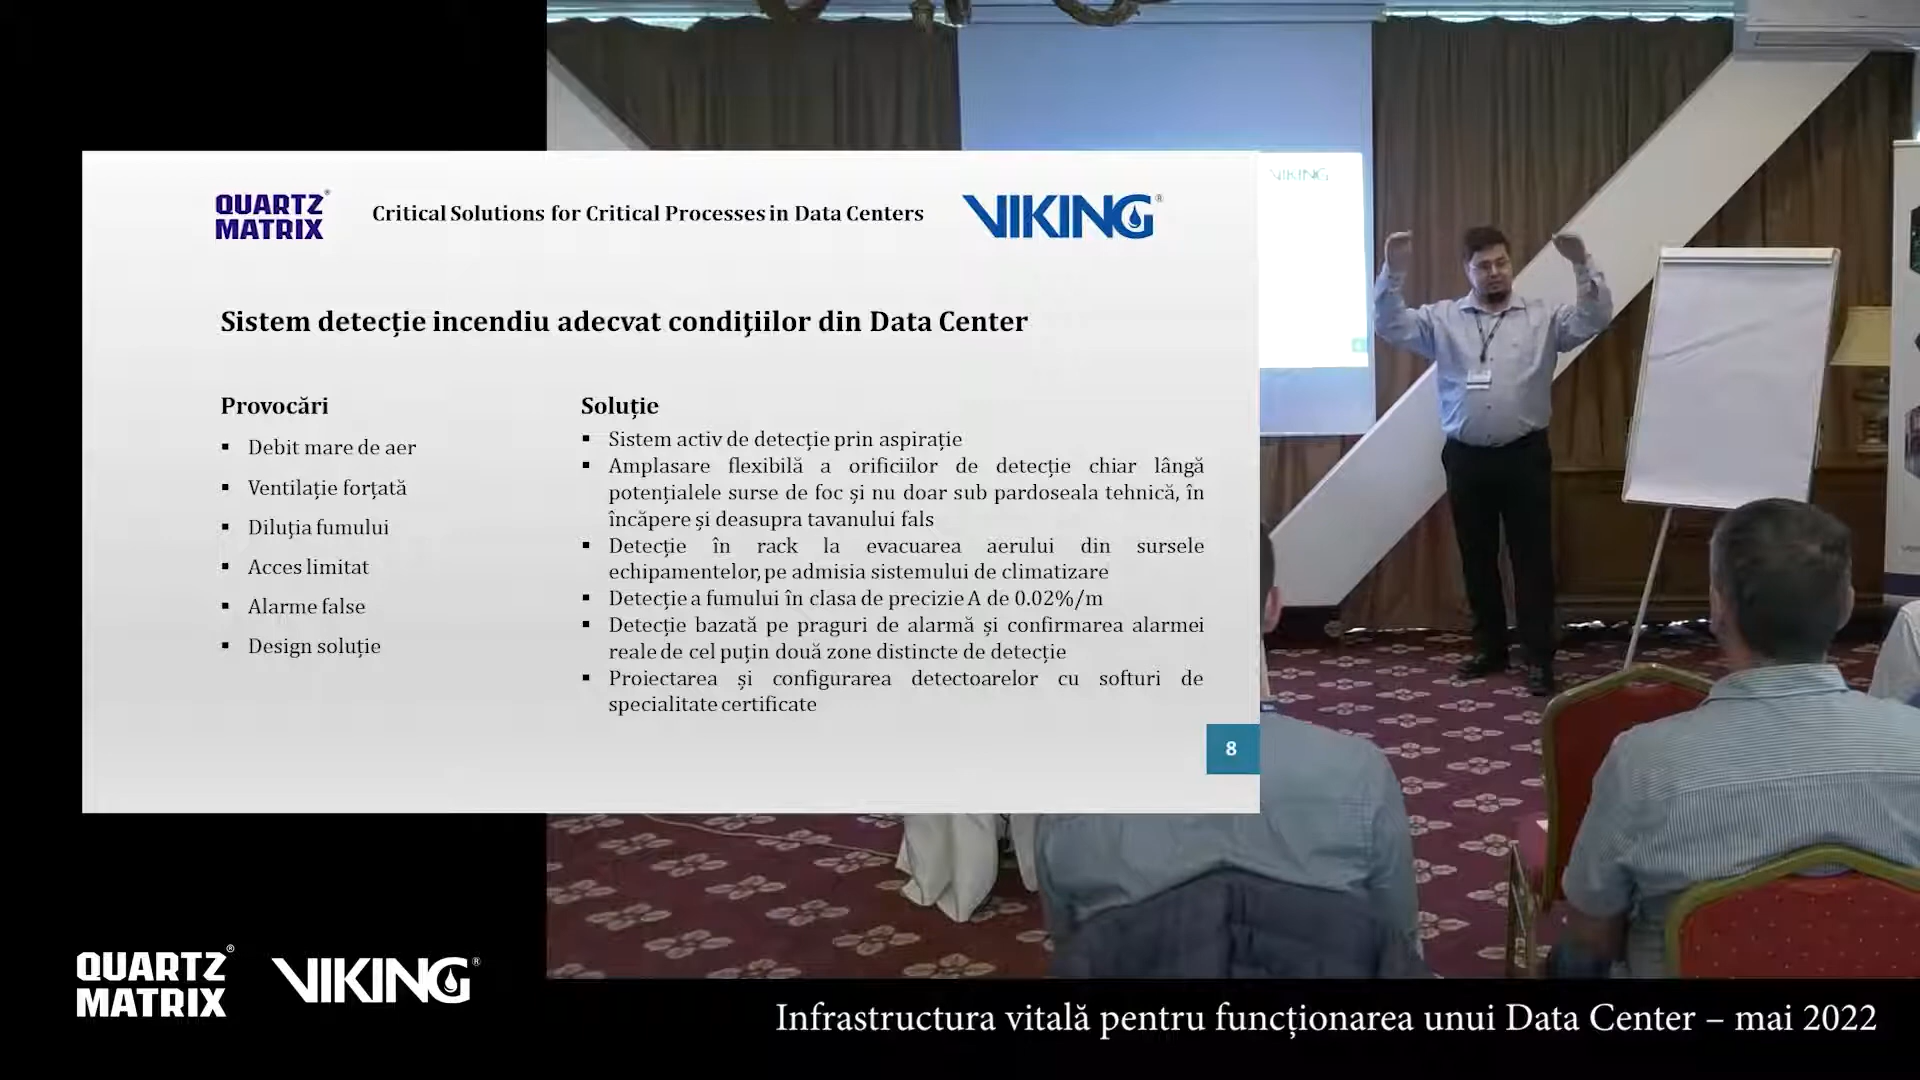 QUARTZ®
MATRIX
Critical Solutions for Critical Processes in Data Centers
VIKING®
VIKING
Sistem detecție incendiu adecvat condițiilor din Data Center
Provocări
▪ Debit mare de aer
▪ Ventilație forțată
▪ Diluția fumului
▪ Acces limitat
▪ Alarme false
▪ Design soluție
Soluție
▪ Sistem activ de detecție prin aspirație
▪ Amplasare flexibilă a orificiilor de detecție chiar lângă
potențialele surse de foc și nu doar sub pardoseala tehnică, în
încăpere și deasupra tavanului fals
▪ Detecție în rack la evacuarea aerului din sursele
echipamentelor, pe admisia sistemului de climatizare
▪ Detecție a fumului în clasa de precizie A de 0.02%/m
▪ Detecție bazată pe praguri de alarmă și confirmarea alarmei
reale de cel puțin două zone distincte de detecție
▪ Proiectarea și configurarea detectoarelor cu softuri de
specialitate certificate
8
QUARTZ®
MATRIX
VIKING®
Infrastructura vitală pentru funcționarea unui Data Center – mai 2022